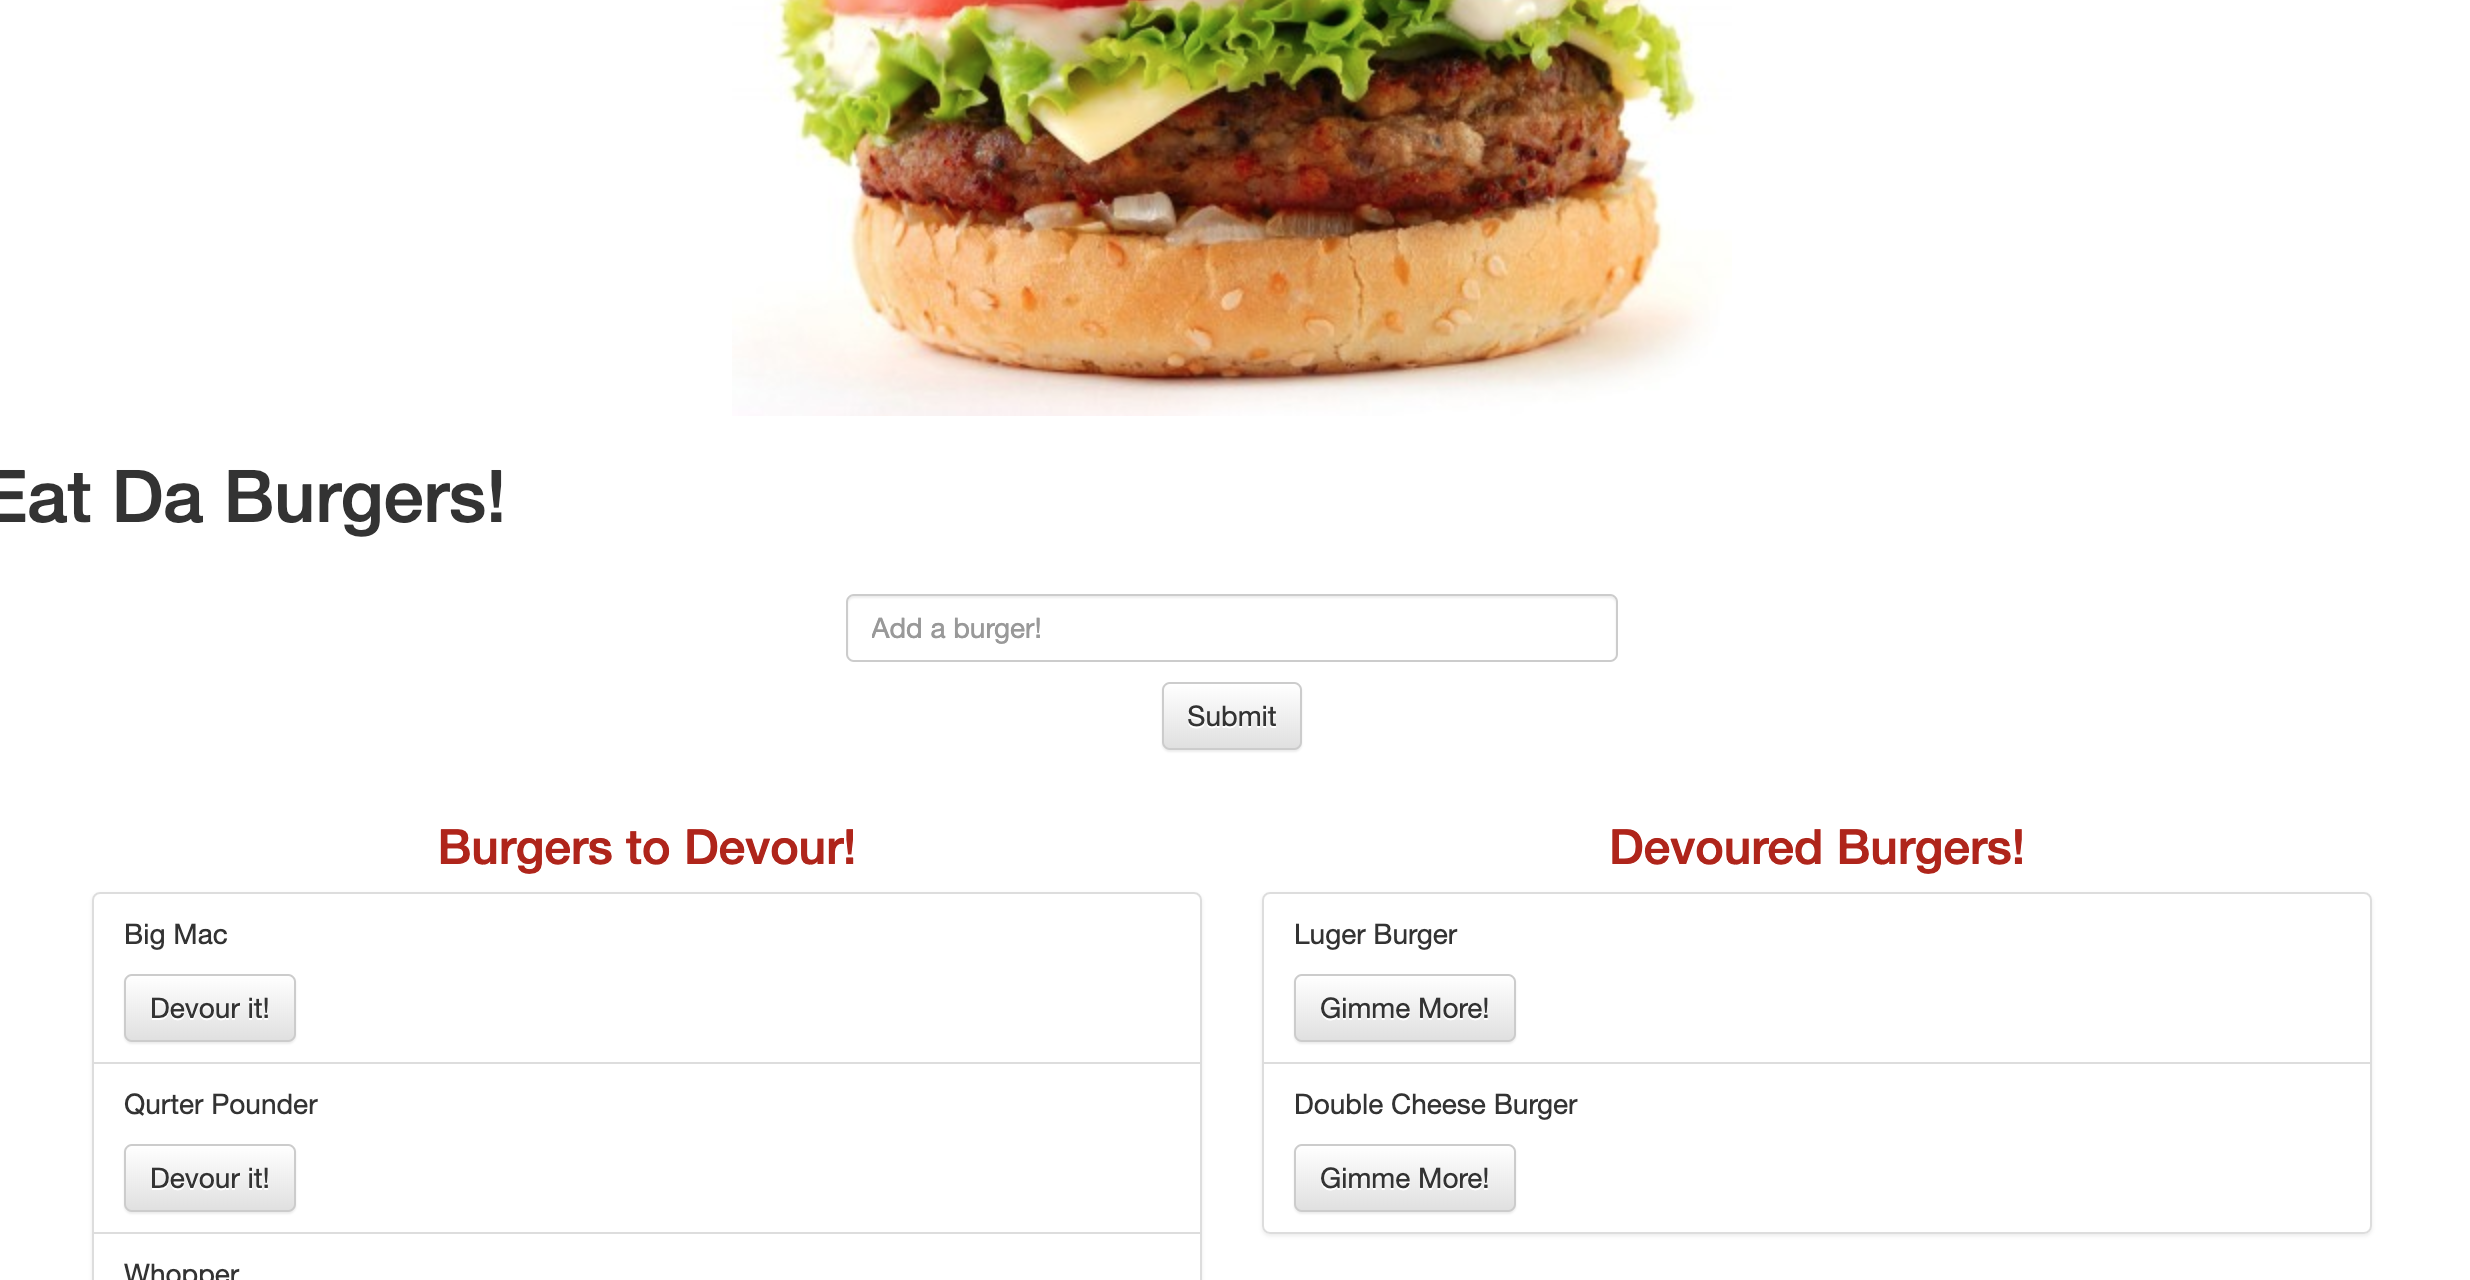 Eat Da Burgers!
Add a burger!
Submit
Burgers to Devour!
Big Mac
Devour it!
Qurter Pounder
Devour it!
Whopper
Devoured Burgers!
Luger Burger
Gimme More!
Double Cheese Burger
Gimme More!